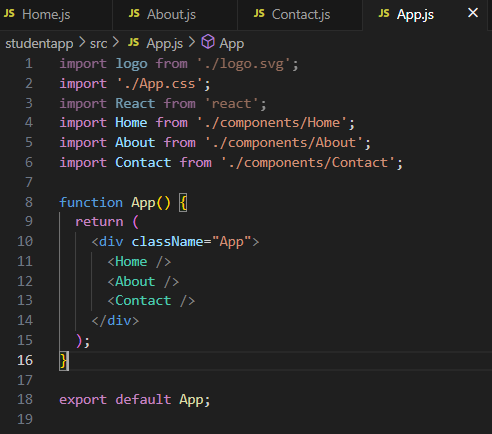 JS Home.js JS About.js JS Contact.js JS App.js ×
studentapp > src > JS App.js > App
1 import logo from './logo.svg';
2 import './App.css';
3 import React from 'react';
4 import Home from './components/Home';
5 import About from './components/About';
6 import Contact from './components/Contact';
7
8 function App() {
9   return (
10     <div className="App">
11       <Home />
12       <About />
13       <Contact />
14     </div>
15   );
16 }
17
18 export default App;
19